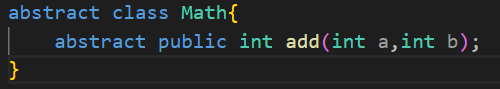 abstract class Math{
    abstract public int add(int a,int b);
}